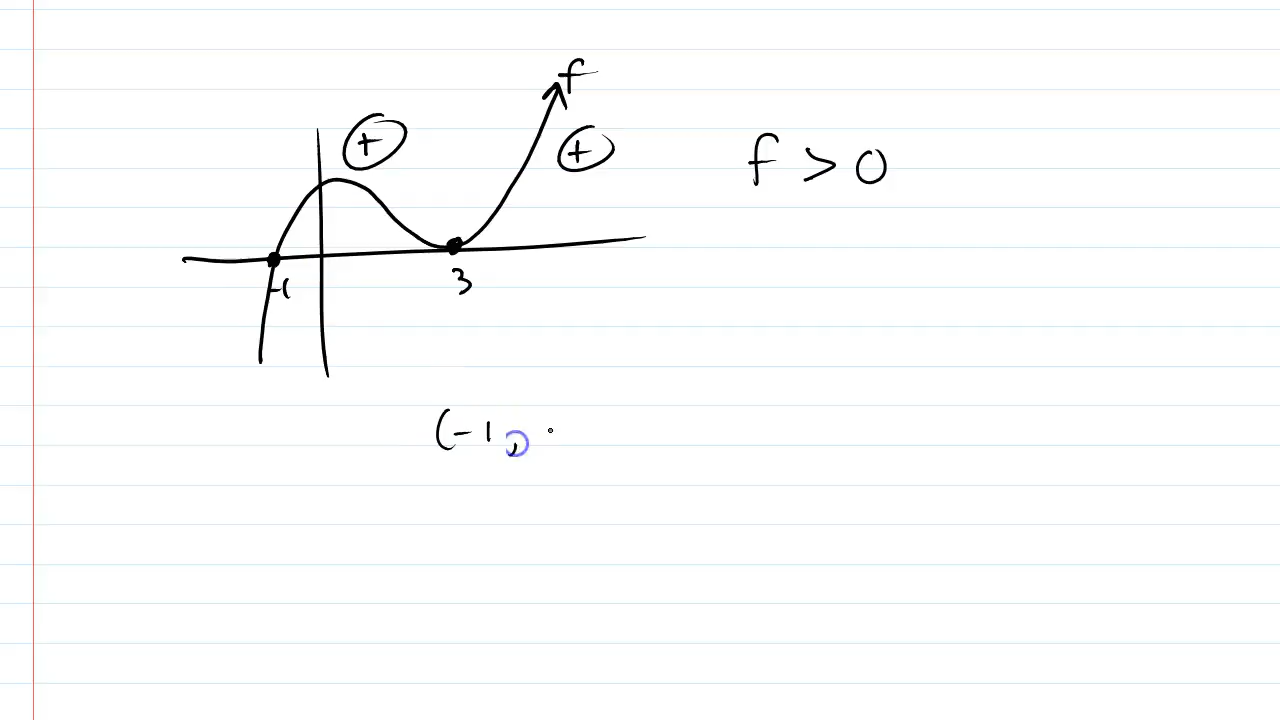 f
+
+
f > 0
-1
3
(-1,